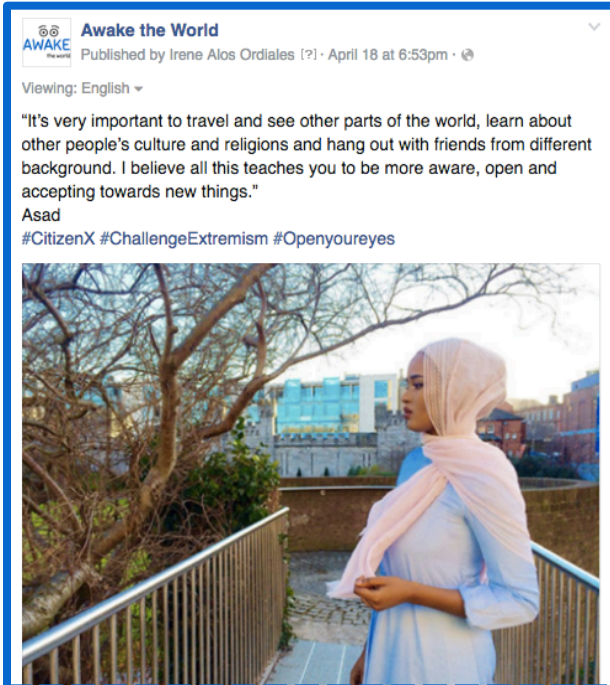 AWAKE
the world
Awake the World
Published by Irene Alos Ordiales [?] · April 18 at 6:53pm ·
Viewing: English
“It's very important to travel and see other parts of the world, learn about
other people's culture and religions and hang out with friends from different
background. I believe all this teaches you to be more aware, open and
accepting towards new things.”
Asad
#CitizenX #ChallengeExtremism #Openyoureyes